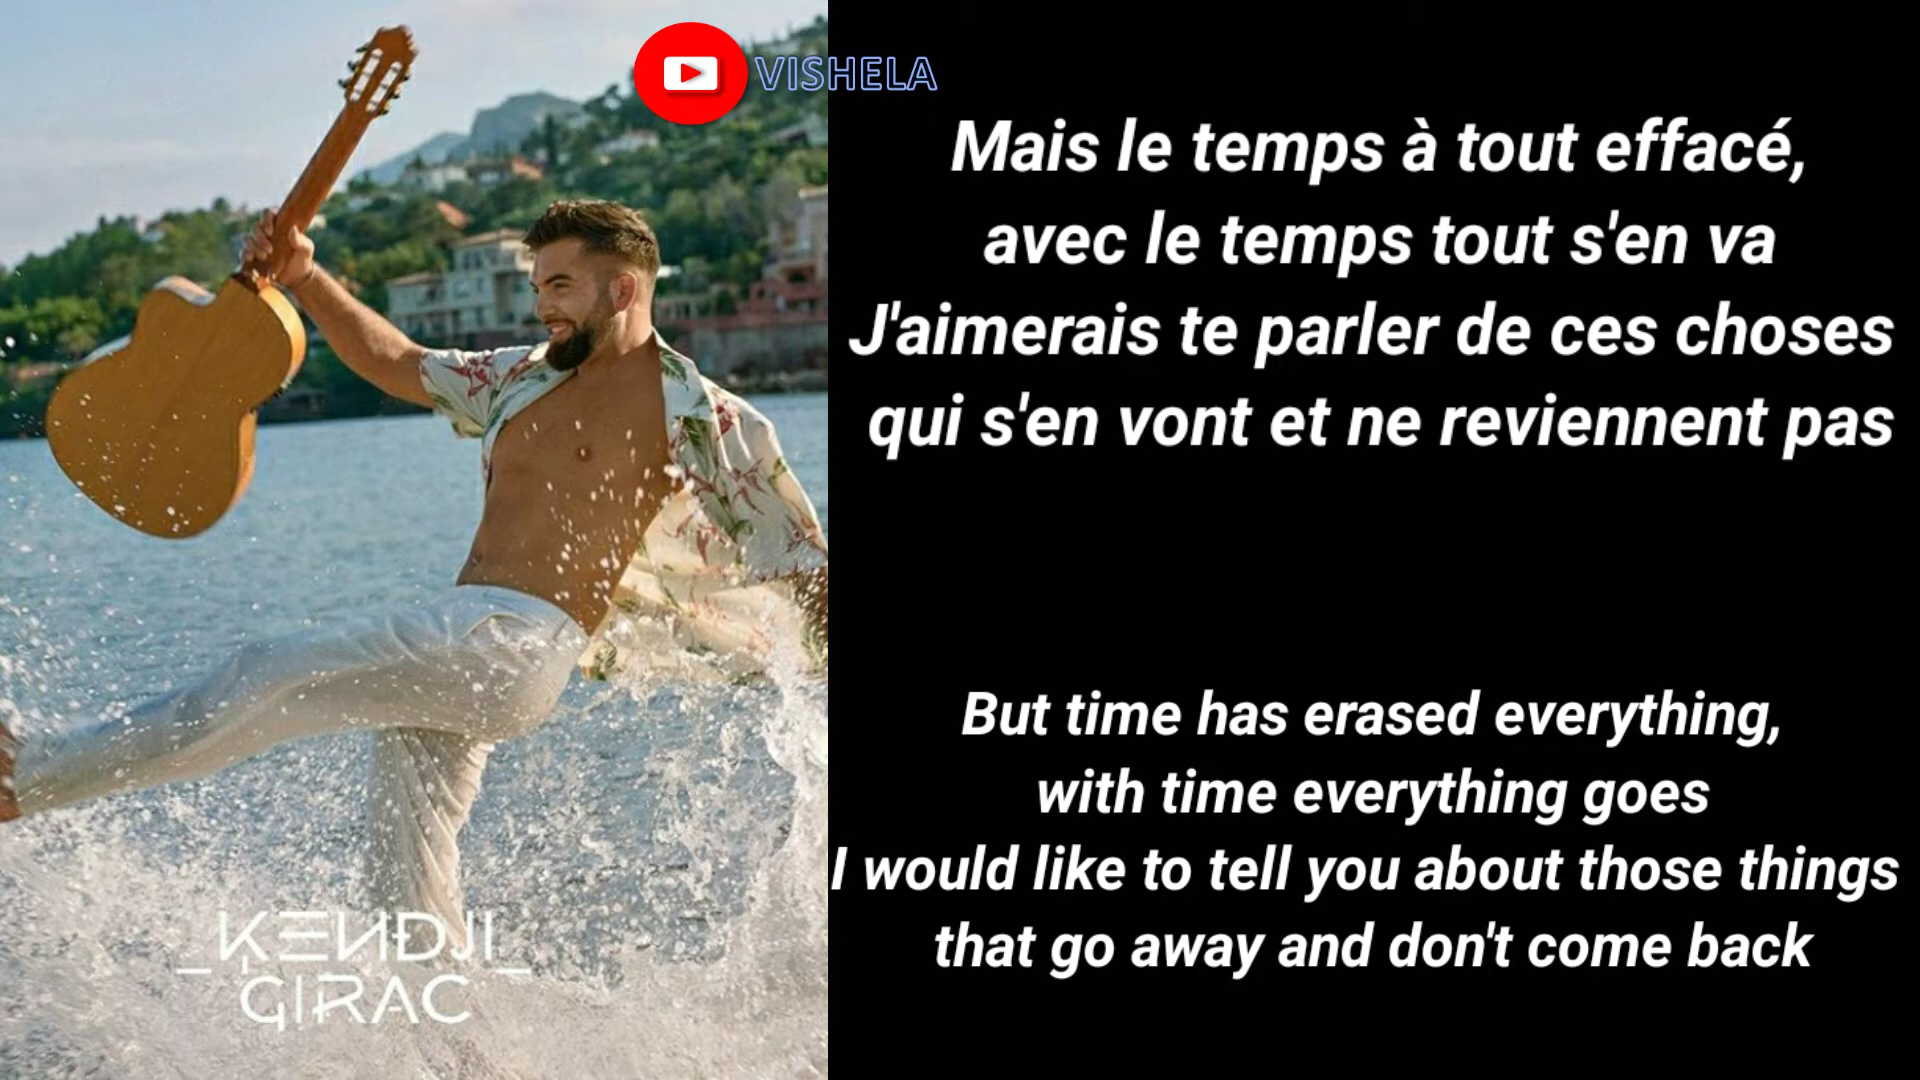 VISHELA
Mais le temps à tout effacé,
avec le temps tout s'en va
J'aimerais te parler de ces choses
qui s'en vont et ne reviennent pas
But time has erased everything,
with time everything goes
I would like to tell you about those things
that go away and don't come back
_KENDJI_
GIRAC